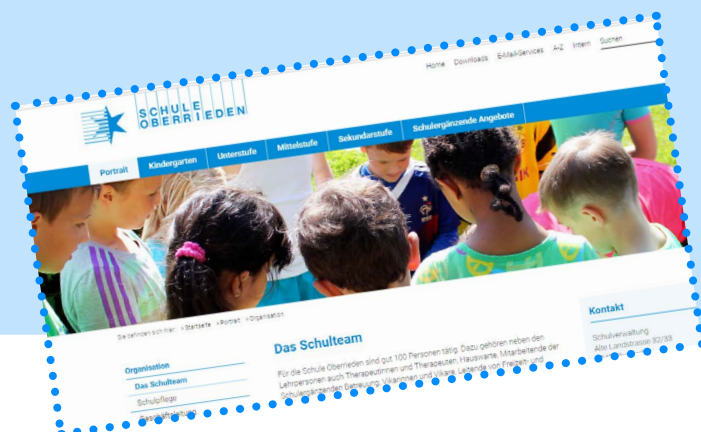 Home Downloads E-Mail-Services A-Z Intern Suchen
SCHULE
OBERRIEDEN
Portrait Kindergarten Unterstufe Mittelstufe Sekundarstufe Schulergänzende Angebote
Sie befinden sich hier: > Startseite > Portrait > Organisation
Organisation
Das Schulteam
Schulpflege
Geschäftsleitung
Das Schulteam
Für die Schule Oberrieden sind gut 100 Personen tätig. Dazu gehören neben den
Lehrpersonen auch Therapeutinnen und Therapeuten, Hauswarte, Mitarbeitende der
Schulergänzenden Betreuung, Vikarinnen und Vikare, Leitende von Freizeit- und
Kontakt
Schulverwaltung
Alte Landstrasse 32/33